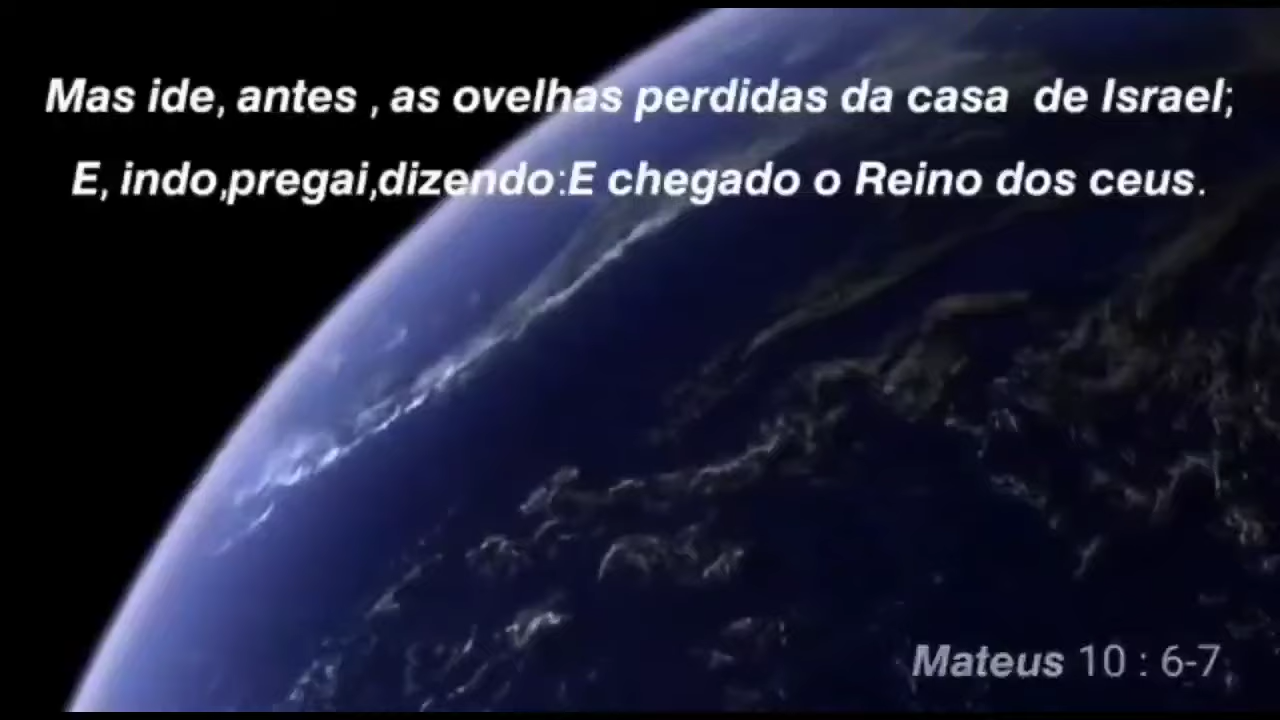 Mas ide, antes , as ovelhas perdidas da casa  de Israel;
E, indo,pregai,dizendo:E chegado o Reino dos ceus.
Mateus 10 : 6-7